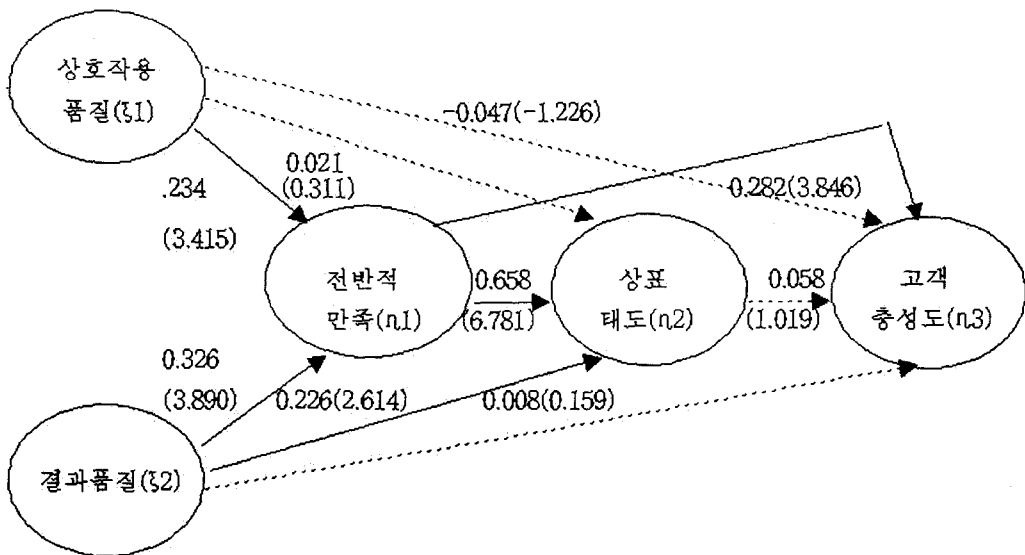 상호작용
품질(ξ1)
-0.047(-1.226)
0.021
(0.311)
.234
(3.415)
0.282(3.846)
전반적
만족(η1)
0.658
(6.781)
상표
태도(η2)
0.058
(1.019)
고객
충성도(η3)
0.326
(3.890)
0.226(2.614)
0.008(0.159)
결과품질(ξ2)